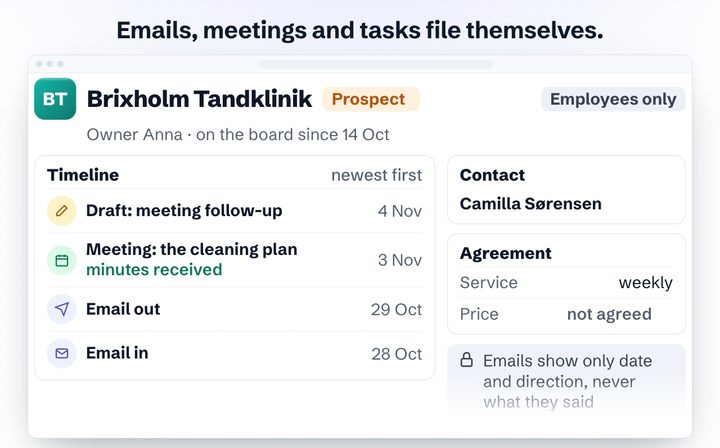 Emails, meetings and tasks file themselves.
BT
Brixholm Tandklinik
Prospect
Employees only
Owner Anna · on the board since 14 Oct
Timeline
newest first
Draft: meeting follow-up
4 Nov
Meeting: the cleaning plan
minutes received
3 Nov
Email out
29 Oct
Email in
28 Oct
Contact
Camilla Sørensen
Agreement
Service
weekly
Price
not agreed
Emails show only date
and direction, never
what they said